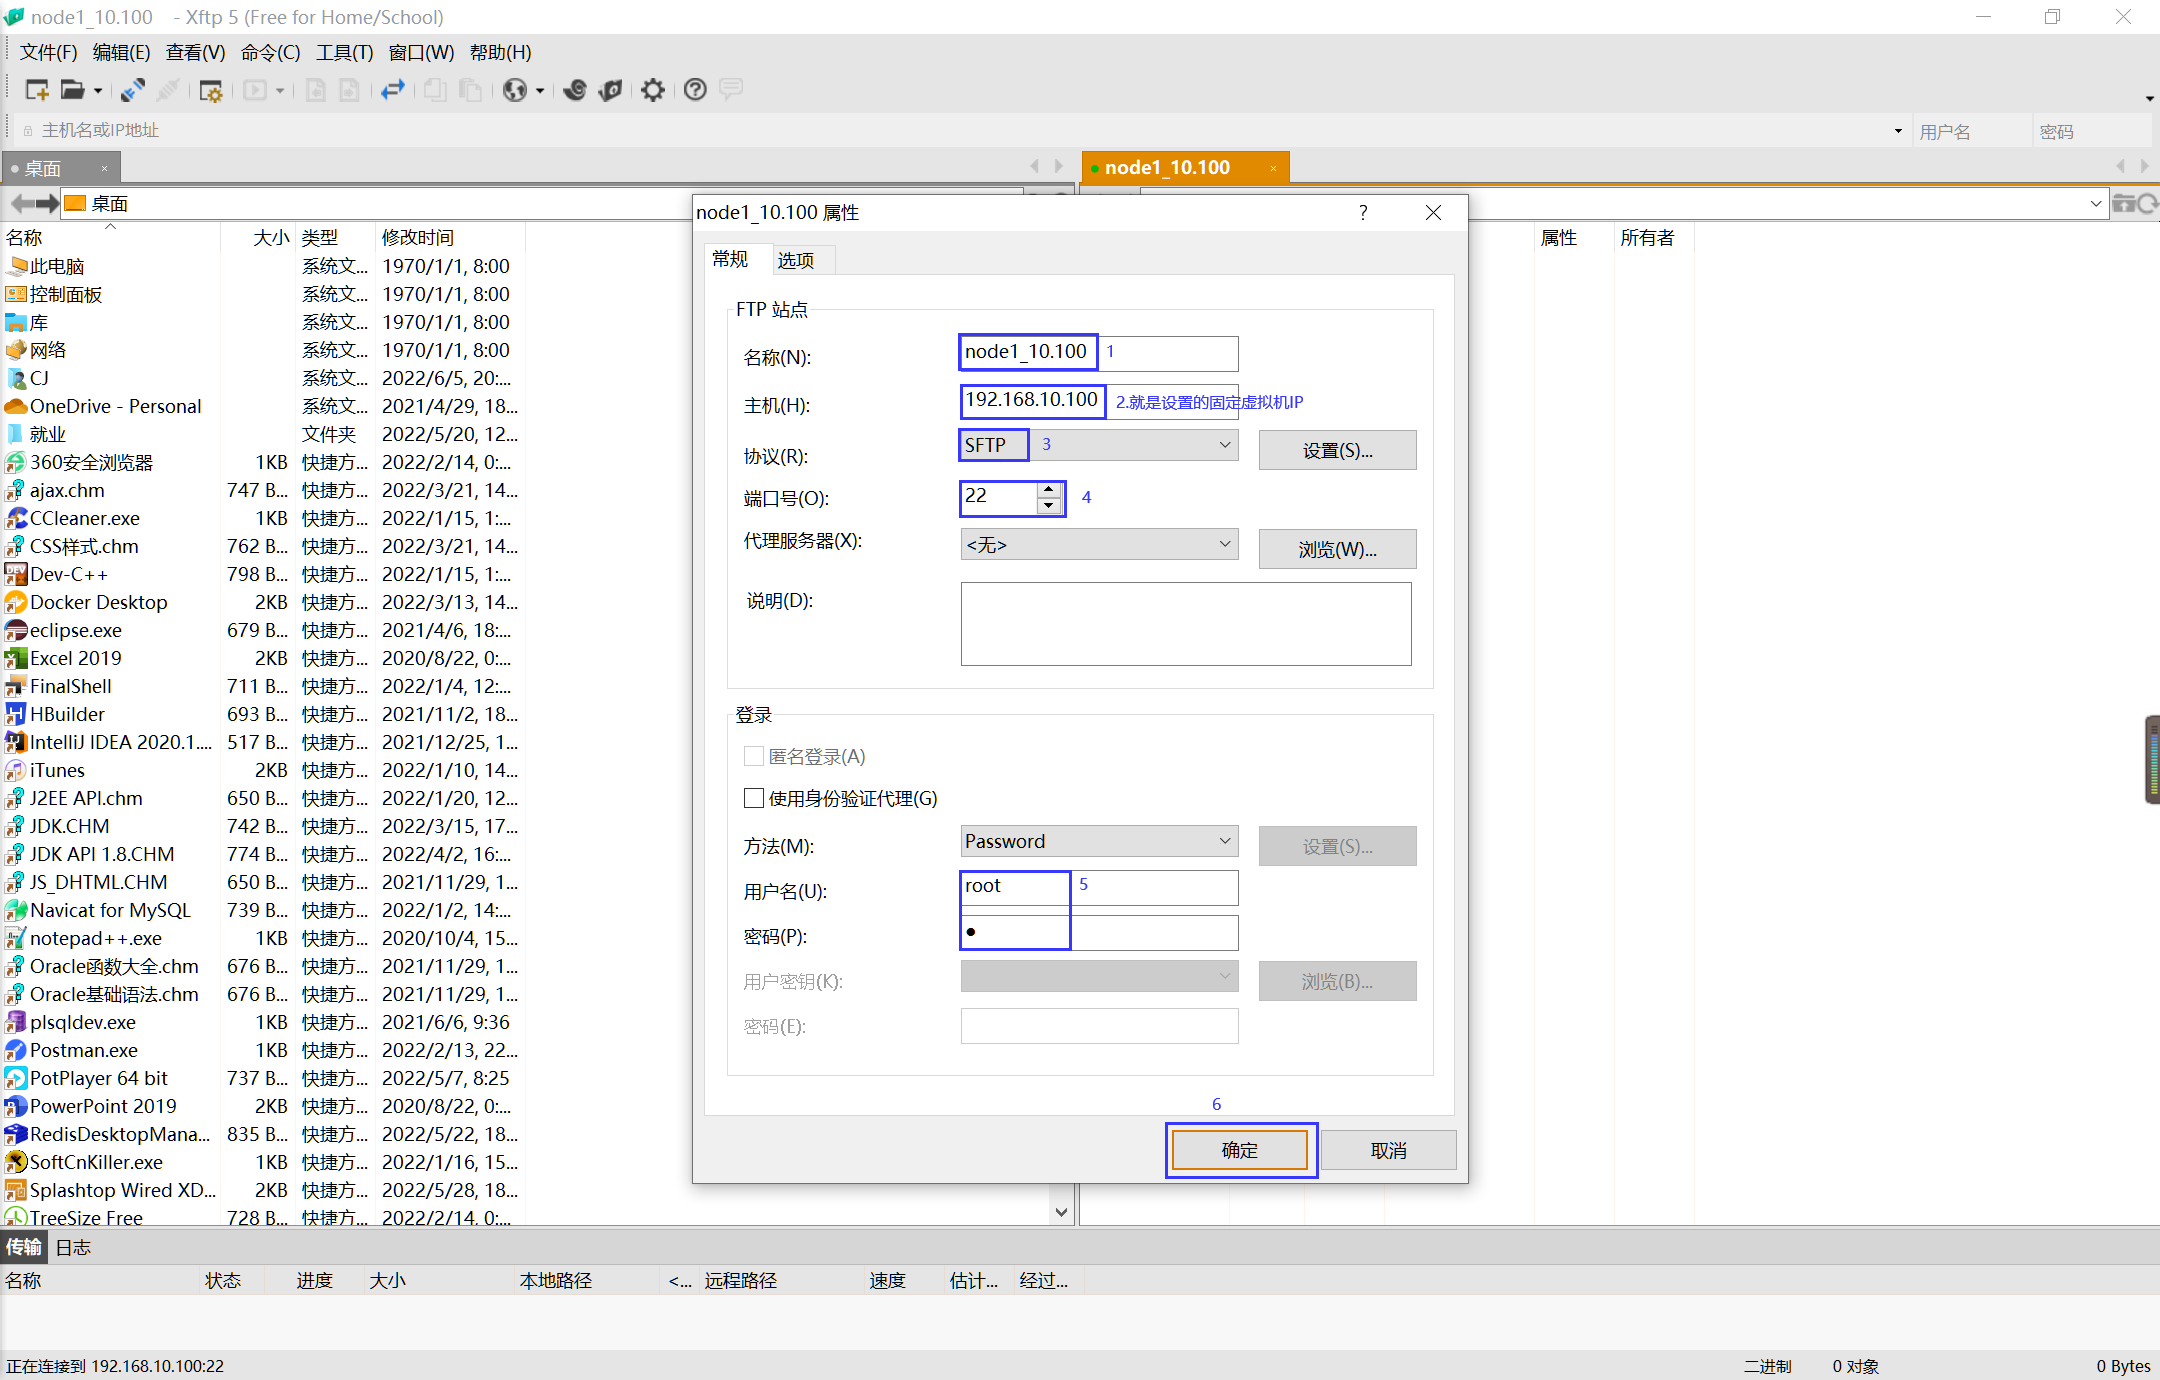 node1_10.100 - Xftp 5 (Free for Home/School)
文件(F) 编辑(E) 查看(V) 命令(C) 工具(T) 窗口(W) 帮助(H)
主机名或IP地址 用户名 密码
桌面 node1_10.100
桌面
名称 大小 类型 修改时间 属性 所有者
此电脑 系统文... 1970/1/1, 8:00
控制面板 系统文... 1970/1/1, 8:00
库 系统文... 1970/1/1, 8:00
网络 系统文... 1970/1/1, 8:00
CJ 系统文... 2022/6/5, 20:...
OneDrive - Personal 系统文... 2021/4/29, 18...
就业 文件夹 2022/5/20, 12...
360安全浏览器 1KB 快捷方... 2022/2/14, 0:...
ajax.chm 747 B... 快捷方... 2022/3/21, 14...
CCleaner.exe 1KB 快捷方... 2022/1/15, 1:...
CSS样式.chm 762 B... 快捷方... 2022/3/21, 14...
Dev-C++ 798 B... 快捷方... 2022/1/15, 1:...
Docker Desktop 2KB 快捷方... 2022/3/13, 14...
eclipse.exe 679 B... 快捷方... 2021/4/6, 18:...
Excel 2019 2KB 快捷方... 2020/8/22, 0:...
FinalShell 711 B... 快捷方... 2022/1/4, 12:...
HBuilder 693 B... 快捷方... 2021/11/2, 18...
IntelliJ IDEA 2020.1.... 517 B... 快捷方... 2021/12/25, 1...
iTunes 2KB 快捷方... 2022/1/10, 14...
J2EE API.chm 650 B... 快捷方... 2022/1/20, 12...
JDK.CHM 742 B... 快捷方... 2022/3/15, 17...
JDK API 1.8.CHM 774 B... 快捷方... 2022/4/2, 16:...
JS_DHTML.CHM 650 B... 快捷方... 2021/11/29, 1...
Navicat for MySQL 739 B... 快捷方... 2022/1/2, 14:...
notepad++.exe 1KB 快捷方... 2020/10/4, 15...
Oracle函数大全.chm 676 B... 快捷方... 2021/11/29, 1...
Oracle基础语法.chm 676 B... 快捷方... 2021/11/29, 1...
plsqldev.exe 1KB 快捷方... 2021/6/6, 9:36
Postman.exe 1KB 快捷方... 2022/2/13, 22...
PotPlayer 64 bit 737 B... 快捷方... 2022/5/7, 8:25
PowerPoint 2019 2KB 快捷方... 2020/8/22, 0:...
RedisDesktopMana... 835 B... 快捷方... 2022/5/22, 18...
SoftCnKiller.exe 1KB 快捷方... 2022/1/16, 15...
Splashtop Wired XD... 2KB 快捷方... 2022/5/28, 18...
TreeSize Free 728 B... 快捷方... 2022/2/14, 0:...
node1_10.100 属性 ?
常规 选项
FTP 站点
名称(N): node1_10.100 1
主机(H): 192.168.10.100 2.就是设置的固定虚拟机IP
协议(R): SFTP 3 设置(S)...
端口号(O): 22 4
代理服务器(X): <无> 浏览(W)...
说明(D):
登录
匿名登录(A)
使用身份验证代理(G)
方法(M): Password 设置(S)...
用户名(U): root 5
密码(P): ●
用户密钥(K): 浏览(B)...
密码(E):
6
确定 取消
传输 日志
名称 状态 进度 大小 本地路径 <... 远程路径 速度 估计... 经过...
正在连接到 192.168.10.100:22 二进制 0 对象 0 Bytes